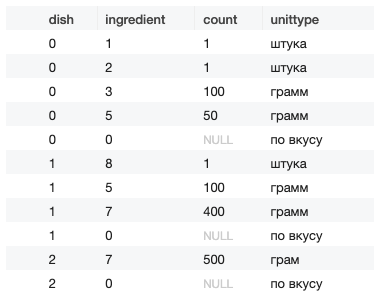 dish ingredient count unittype
0 1 1 штука
0 2 1 штука
0 3 100 грамм
0 5 50 грамм
0 0 NULL по вкусу
1 8 1 штука
1 5 100 грамм
1 7 400 грамм
1 0 NULL по вкусу
2 7 500 грам
2 0 NULL по вкусу